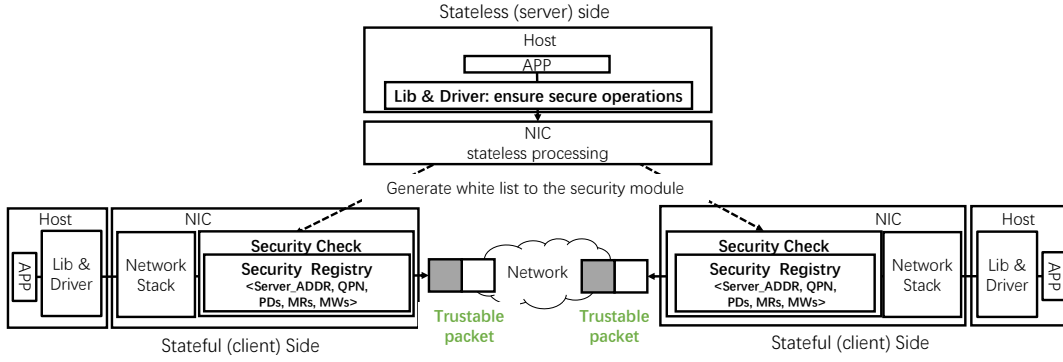 Stateless (server) side
Host
APP
Lib & Driver: ensure secure operations
NIC
stateless processing
Generate white list to the security module
Host
NIC
APP
Lib &
Driver
Network
Stack
Security Check
Security Registry
<Server_ADDR, QPN,
PDs, MRs, MWs>
Trustable
packet
Stateful (client) Side
Network
Trustable
packet
NIC
Host
Security Check
Security Registry
<Server_ADDR, QPN,
PDs, MRs, MWs>
Network
Stack
Lib &
Driver
APP
Stateful (client) Side